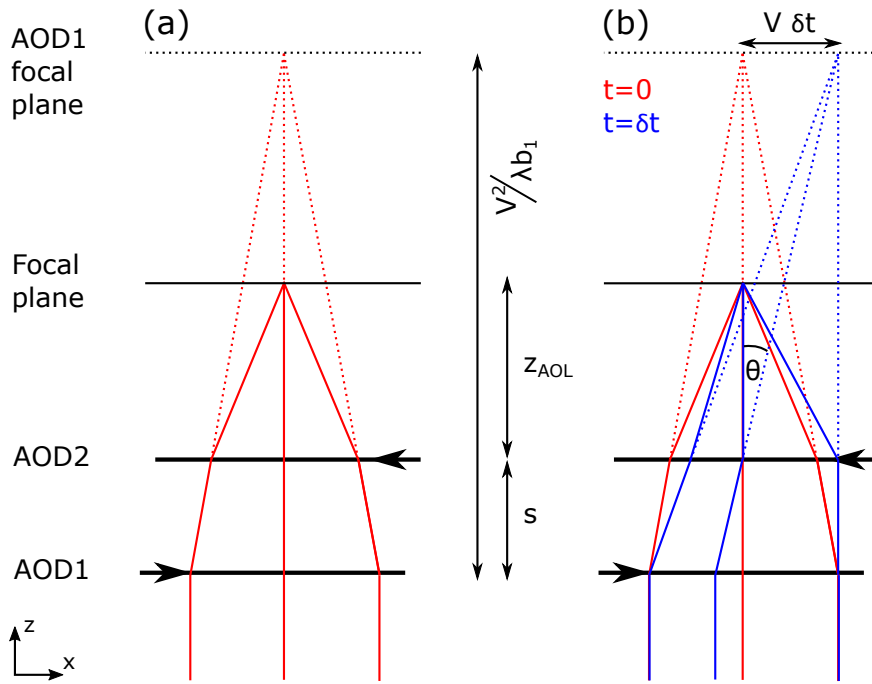 (a)
(b)
AOD1
focal
plane
V δt
t=0
t=δt
V²/λb₁
Focal
plane
z_AOL
θ
AOD2
s
AOD1
z
x